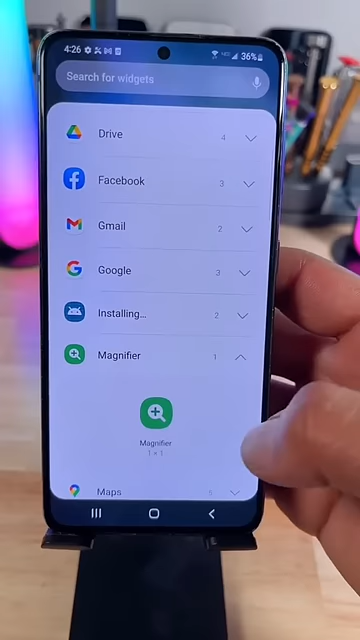 4:26 36%
Search for widgets
Drive 4
Facebook 3
Gmail 2
Google 3
Installing... 2
Magnifier 1
Magnifier
1 × 1
Maps